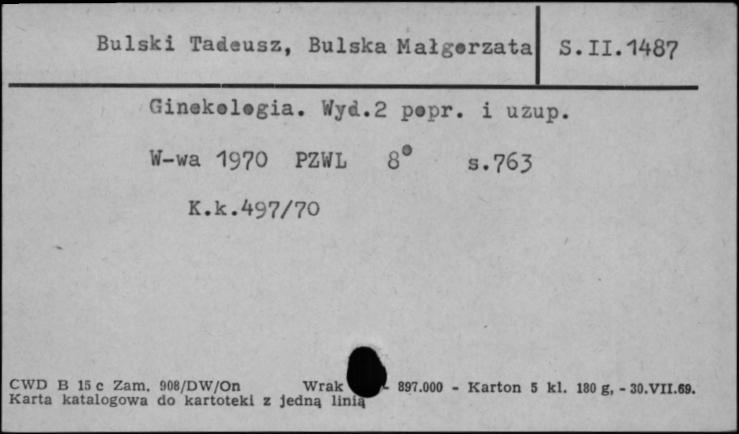 Bulski Tadeusz, Bulska Małgorzata S.II.1487
Ginekologia. Wyd.2 popr. i uzup.
W-wa 1970 PZWL 8° s.763
K.k.497/70
CWD B 15 c Zam. 908/DW/On Wrak - 897.000 - Karton 5 kl. 180 g, - 30.VII.69.
Karta katalogowa do kartoteki z jedną linią